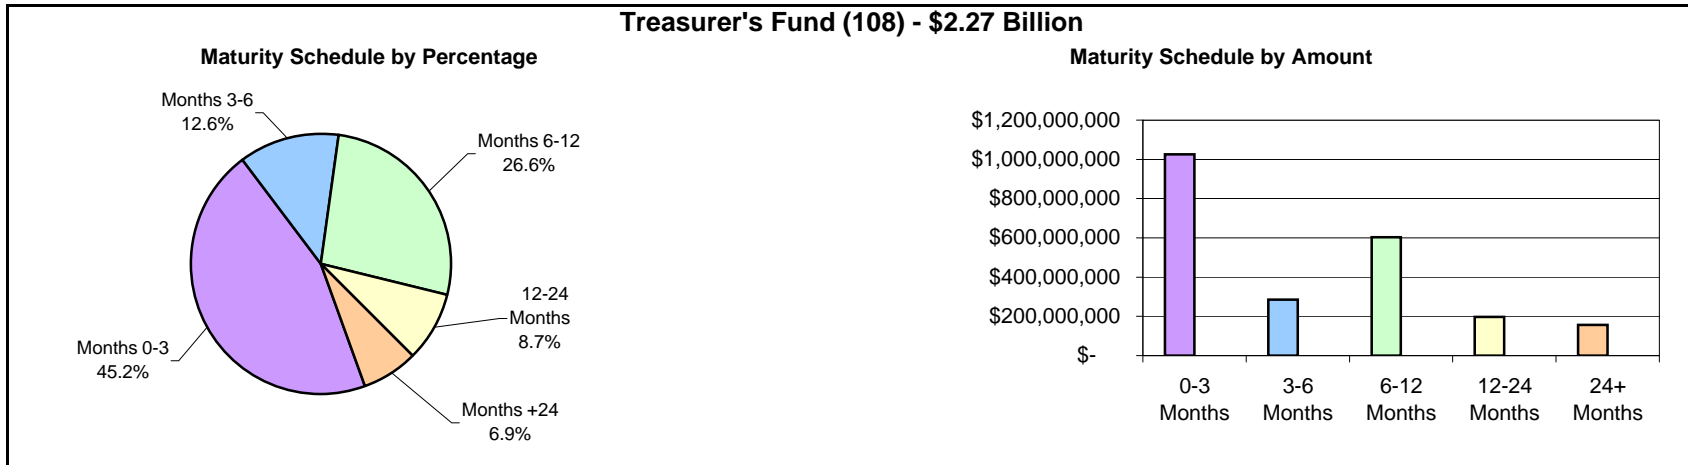 Treasurer's Fund (108) - $2.27 Billion
Maturity Schedule by Percentage
Months 3-6
12.6%
Months 6-12
26.6%
12-24
Months
8.7%
Months 0-3
45.2%
Months +24
6.9%
Maturity Schedule by Amount
$1,200,000,000
$1,000,000,000
$800,000,000
$600,000,000
$400,000,000
$200,000,000
$-
0-3
Months
3-6
Months
6-12
Months
12-24
Months
24+
Months